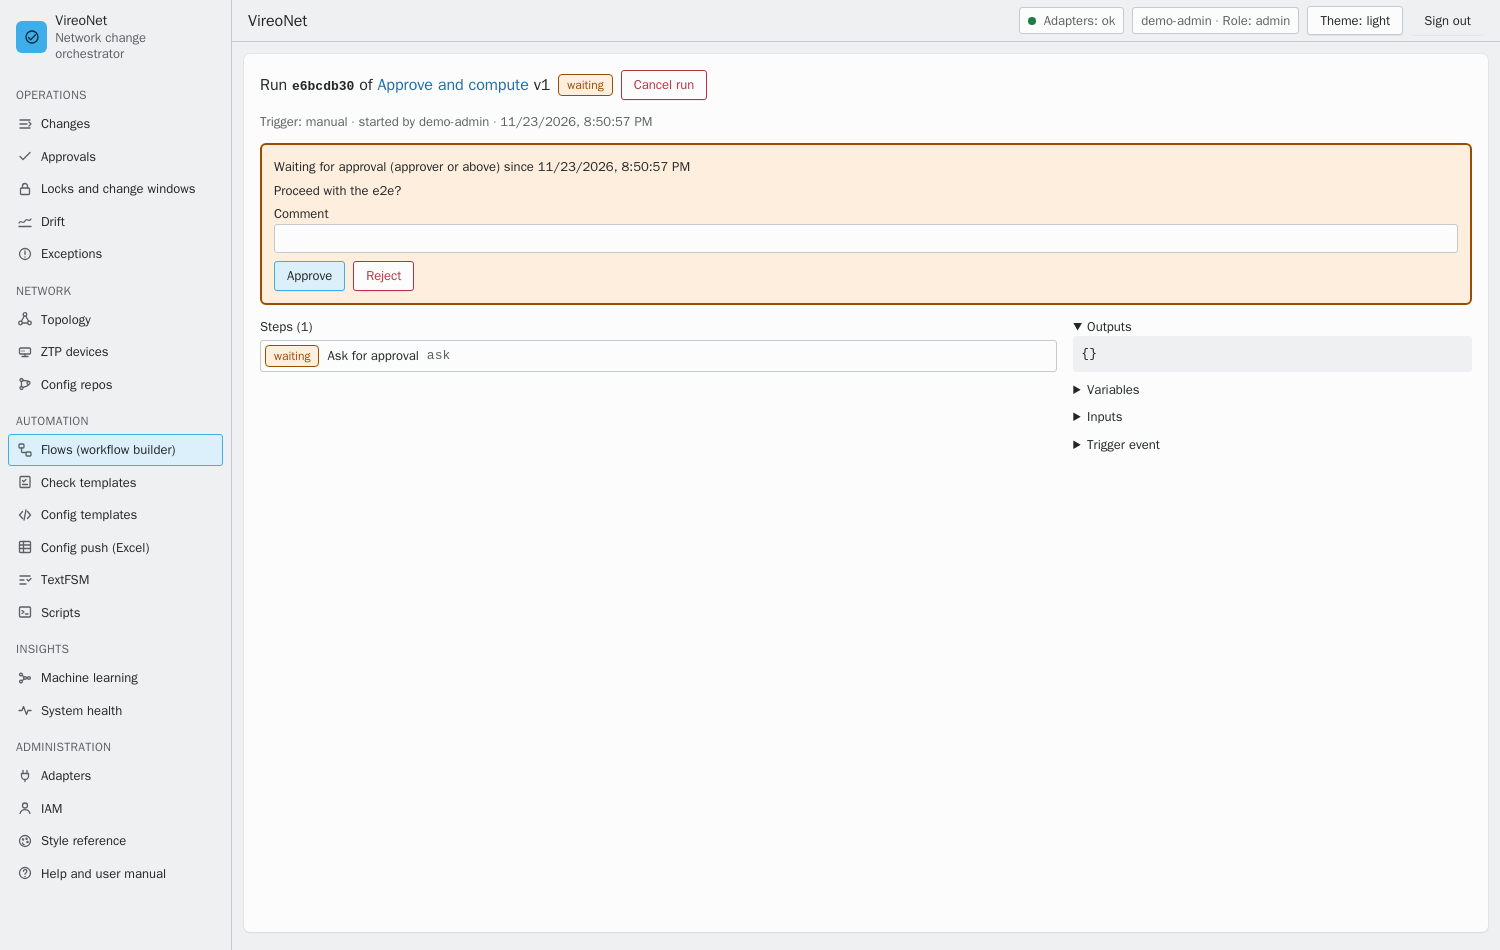 VireoNet
Network change
orchestrator
OPERATIONS
Changes
Approvals
Locks and change windows
Drift
Exceptions
NETWORK
Topology
ZTP devices
Config repos
AUTOMATION
Flows (workflow builder)
Check templates
Config templates
Config push (Excel)
TextFSM
Scripts
INSIGHTS
Machine learning
System health
ADMINISTRATION
Adapters
IAM
Style reference
Help and user manual
VireoNet
Adapters: ok
demo-admin · Role: admin
Theme: light
Sign out
Run e6bcdb30 of Approve and compute v1 waiting Cancel run
Trigger: manual · started by demo-admin · 11/23/2026, 8:50:57 PM
Waiting for approval (approver or above) since 11/23/2026, 8:50:57 PM
Proceed with the e2e?
Comment
Approve Reject
Steps (1)
waiting Ask for approval ask
Outputs
{}
Variables
Inputs
Trigger event